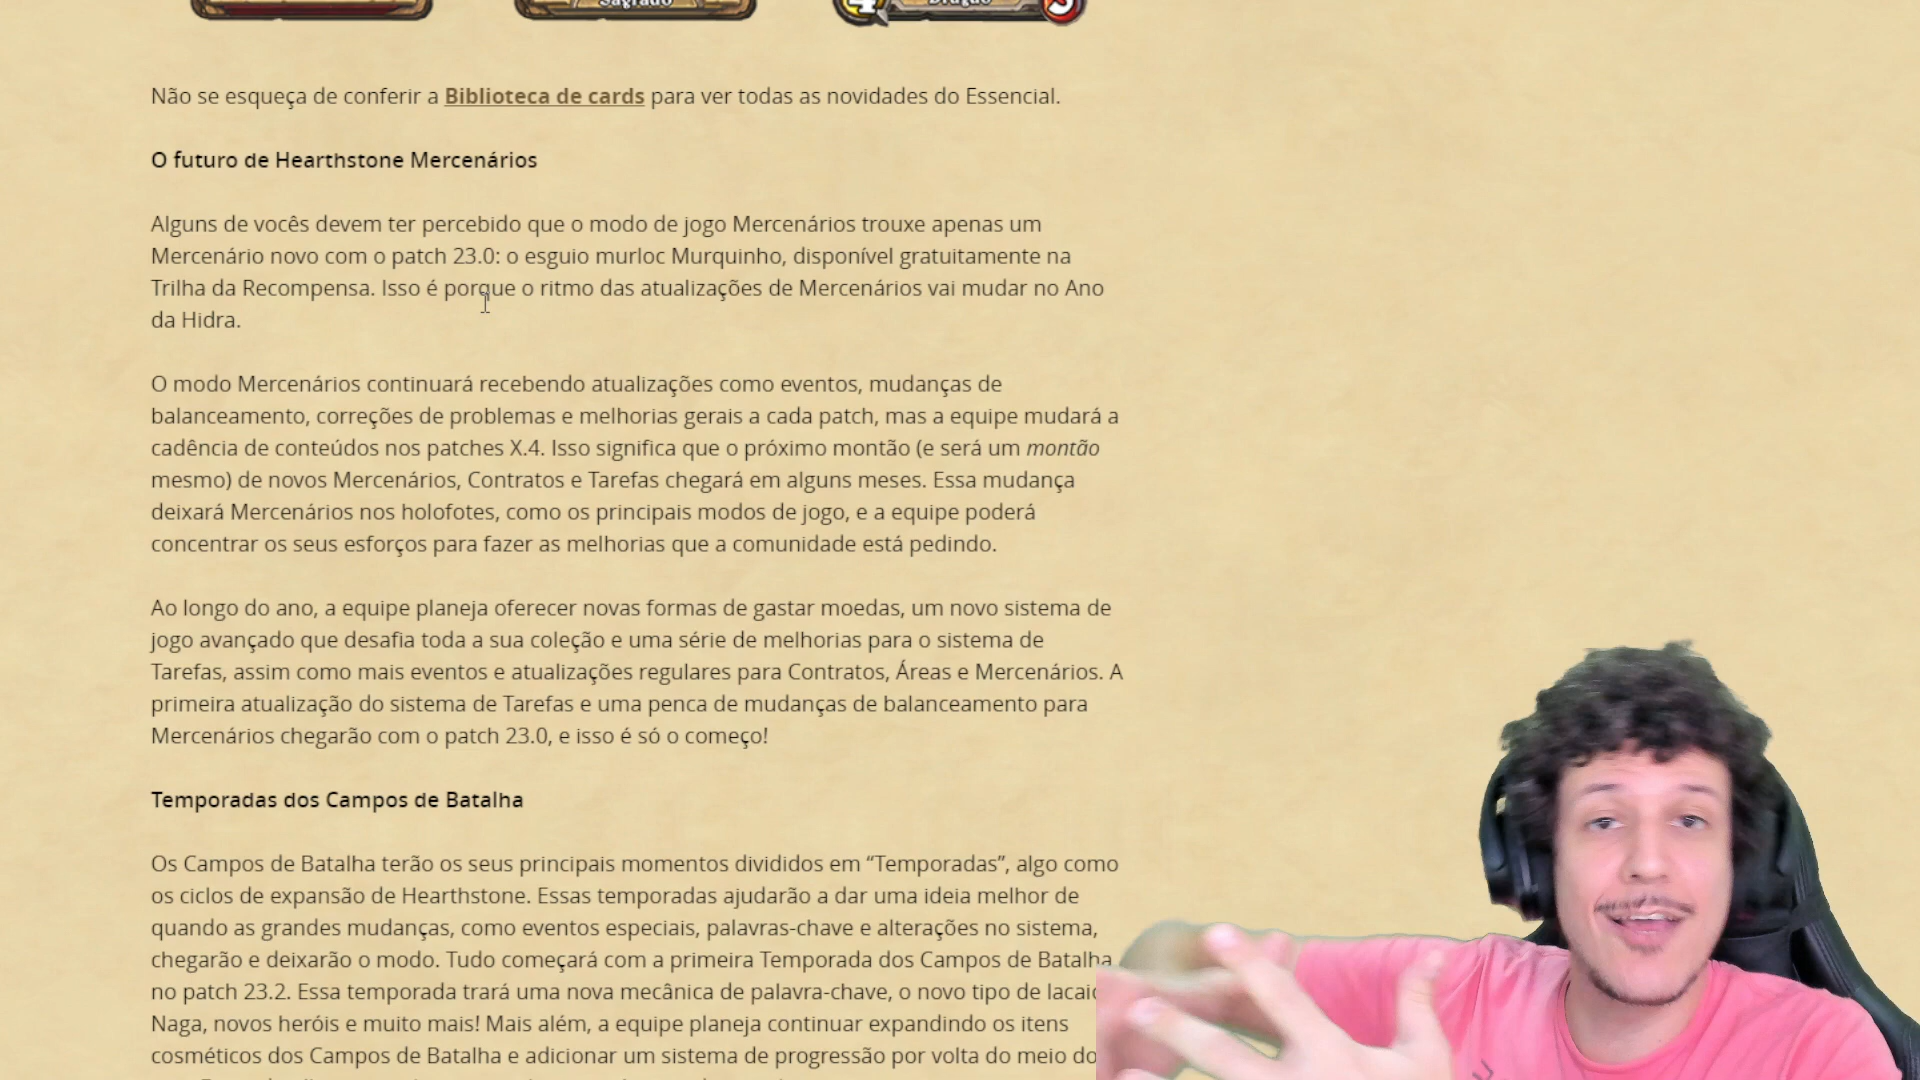 Sagrado
4 Dragão 5
Não se esqueça de conferir a Biblioteca de cards para ver todas as novidades do Essencial.
O futuro de Hearthstone Mercenários
Alguns de vocês devem ter percebido que o modo de jogo Mercenários trouxe apenas um
Mercenário novo com o patch 23.0: o esguio murloc Murquinho, disponível gratuitamente na
Trilha da Recompensa. Isso é porque o ritmo das atualizações de Mercenários vai mudar no Ano
da Hidra.
O modo Mercenários continuará recebendo atualizações como eventos, mudanças de
balanceamento, correções de problemas e melhorias gerais a cada patch, mas a equipe mudará a
cadência de conteúdos nos patches X.4. Isso significa que o próximo montão (e será um montão
mesmo) de novos Mercenários, Contratos e Tarefas chegará em alguns meses. Essa mudança
deixará Mercenários nos holofotes, como os principais modos de jogo, e a equipe poderá
concentrar os seus esforços para fazer as melhorias que a comunidade está pedindo.
Ao longo do ano, a equipe planeja oferecer novas formas de gastar moedas, um novo sistema de
jogo avançado que desafia toda a sua coleção e uma série de melhorias para o sistema de
Tarefas, assim como mais eventos e atualizações regulares para Contratos, Áreas e Mercenários. A
primeira atualização do sistema de Tarefas e uma penca de mudanças de balanceamento para
Mercenários chegarão com o patch 23.0, e isso é só o começo!
Temporadas dos Campos de Batalha
Os Campos de Batalha terão os seus principais momentos divididos em “Temporadas”, algo como
os ciclos de expansão de Hearthstone. Essas temporadas ajudarão a dar uma ideia melhor de
quando as grandes mudanças, como eventos especiais, palavras-chave e alterações no sistema,
chegarão e deixarão o modo. Tudo começará com a primeira Temporada dos Campos de Batalha
no patch 23.2. Essa temporada trará uma nova mecânica de palavra-chave, o novo tipo de lacaio
Naga, novos heróis e muito mais! Mais além, a equipe planeja continuar expandindo os itens
cosméticos dos Campos de Batalha e adicionar um sistema de progressão por volta do meio do